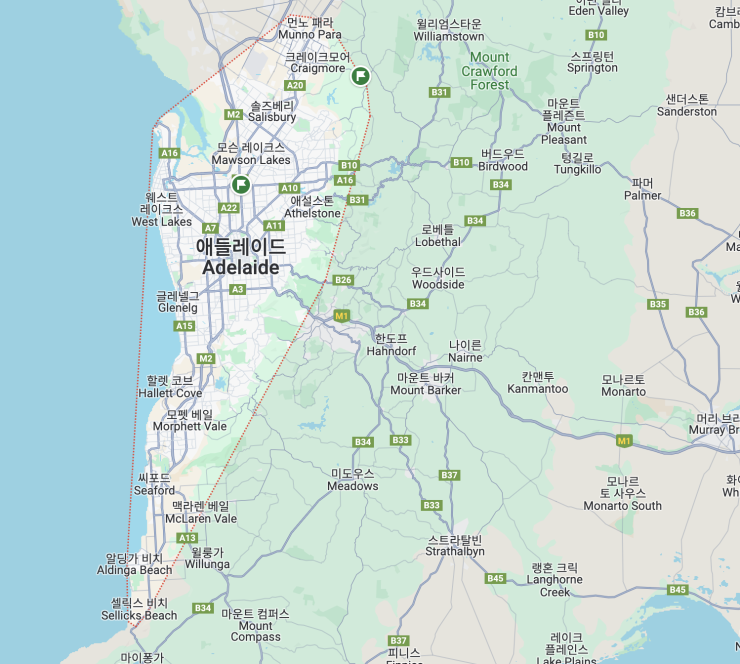 이든 밸리
Eden Valley
먼노 패라
Munno Para
윌리엄스타운
Williamstown
B10
스프링턴
Springton
크레이크모어
Craigmore
Mount
Crawford
Forest
A20
B31
솔즈베리
Salisbury
M2
마운트
플레즌트
Mount
Pleasant
샌더스톤
Sanderston
A16
모슨 레이크스
Mawson Lakes
B10
A16
B10
버드우드
Birdwood
텅길로
Tungkillo
웨스트
레이크스
West Lakes
A10
B31
B34
파머
Palmer
A22
애설스톤
Athelstone
A7
A11
B34
B36
로베틀
Lobethal
애들레이드
Adelaide
우드사이드
Woodside
B26
A3
글레넬그
Glenelg
B34
B35
B36
M1
A15
한도프
Hahndorf
나이른
Nairne
M2
할렛 코브
Hallett Cove
마운트 바커
Mount Barker
칸맨투
Kanmantoo
모나르토
Monarto
모펫 베일
Morphett Vale
머리 브리
Murray Br
B34
B33
M1
씨포드
Seaford
미도우스
Meadows
B37
모나르
토 사우스
Monarto South
맥라렌 베일
McLaren Vale
B33
A13
스트라탈빈
Strathalbyn
알딩가 비치
Aldinga Beach
윌룽가
Willunga
랭혼 크릭
Langhorne
Creek
B45
B45
셀릭스 비치
Sellicks Beach
B34
마운트 컴퍼스
Mount
Compass
B37
레이크
플레인스
Lake Plains
마이퐁가
피니스